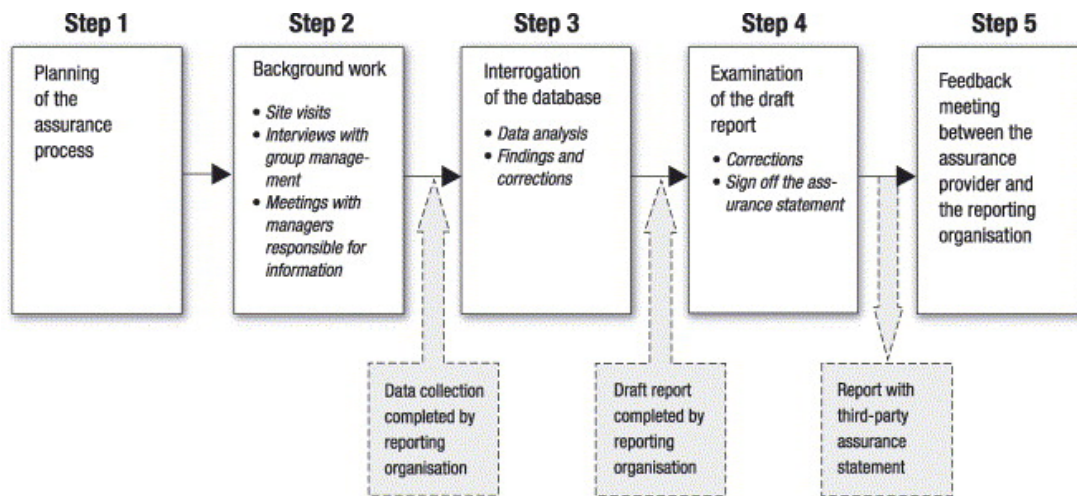 Step 1
Planning
of the
assurance
process
Step 2
Background work
• Site visits
• Interviews with
group manage-
ment
• Meetings with
managers
responsible for
information
Step 3
Interrogation
of the database
• Data analysis
• Findings and
corrections
Step 4
Examination
of the draft
report
• Corrections
• Sign off the ass-
urance statement
Step 5
Feedback
meeting
between the
assurance
provider and
the reporting
organisation
Data collection
completed by
reporting
organisation
Draft report
completed by
reporting
organisation
Report with
third-party
assurance
statement